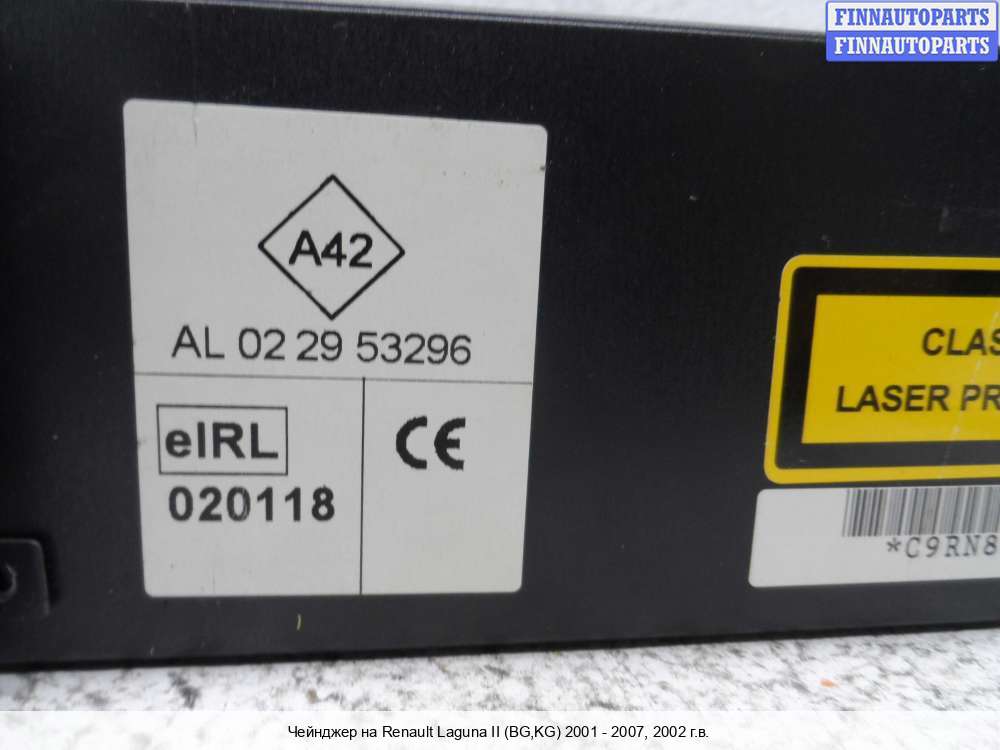 FINNAUTOPARTS
FINNAUTOPARTS
A42
AL 02 29 53296
eIRL
020118
CE
CLAS
LASER PR
*C9RN8
Чейнджер на Renault Laguna II (BG,KG) 2001 - 2007, 2002 г.в.